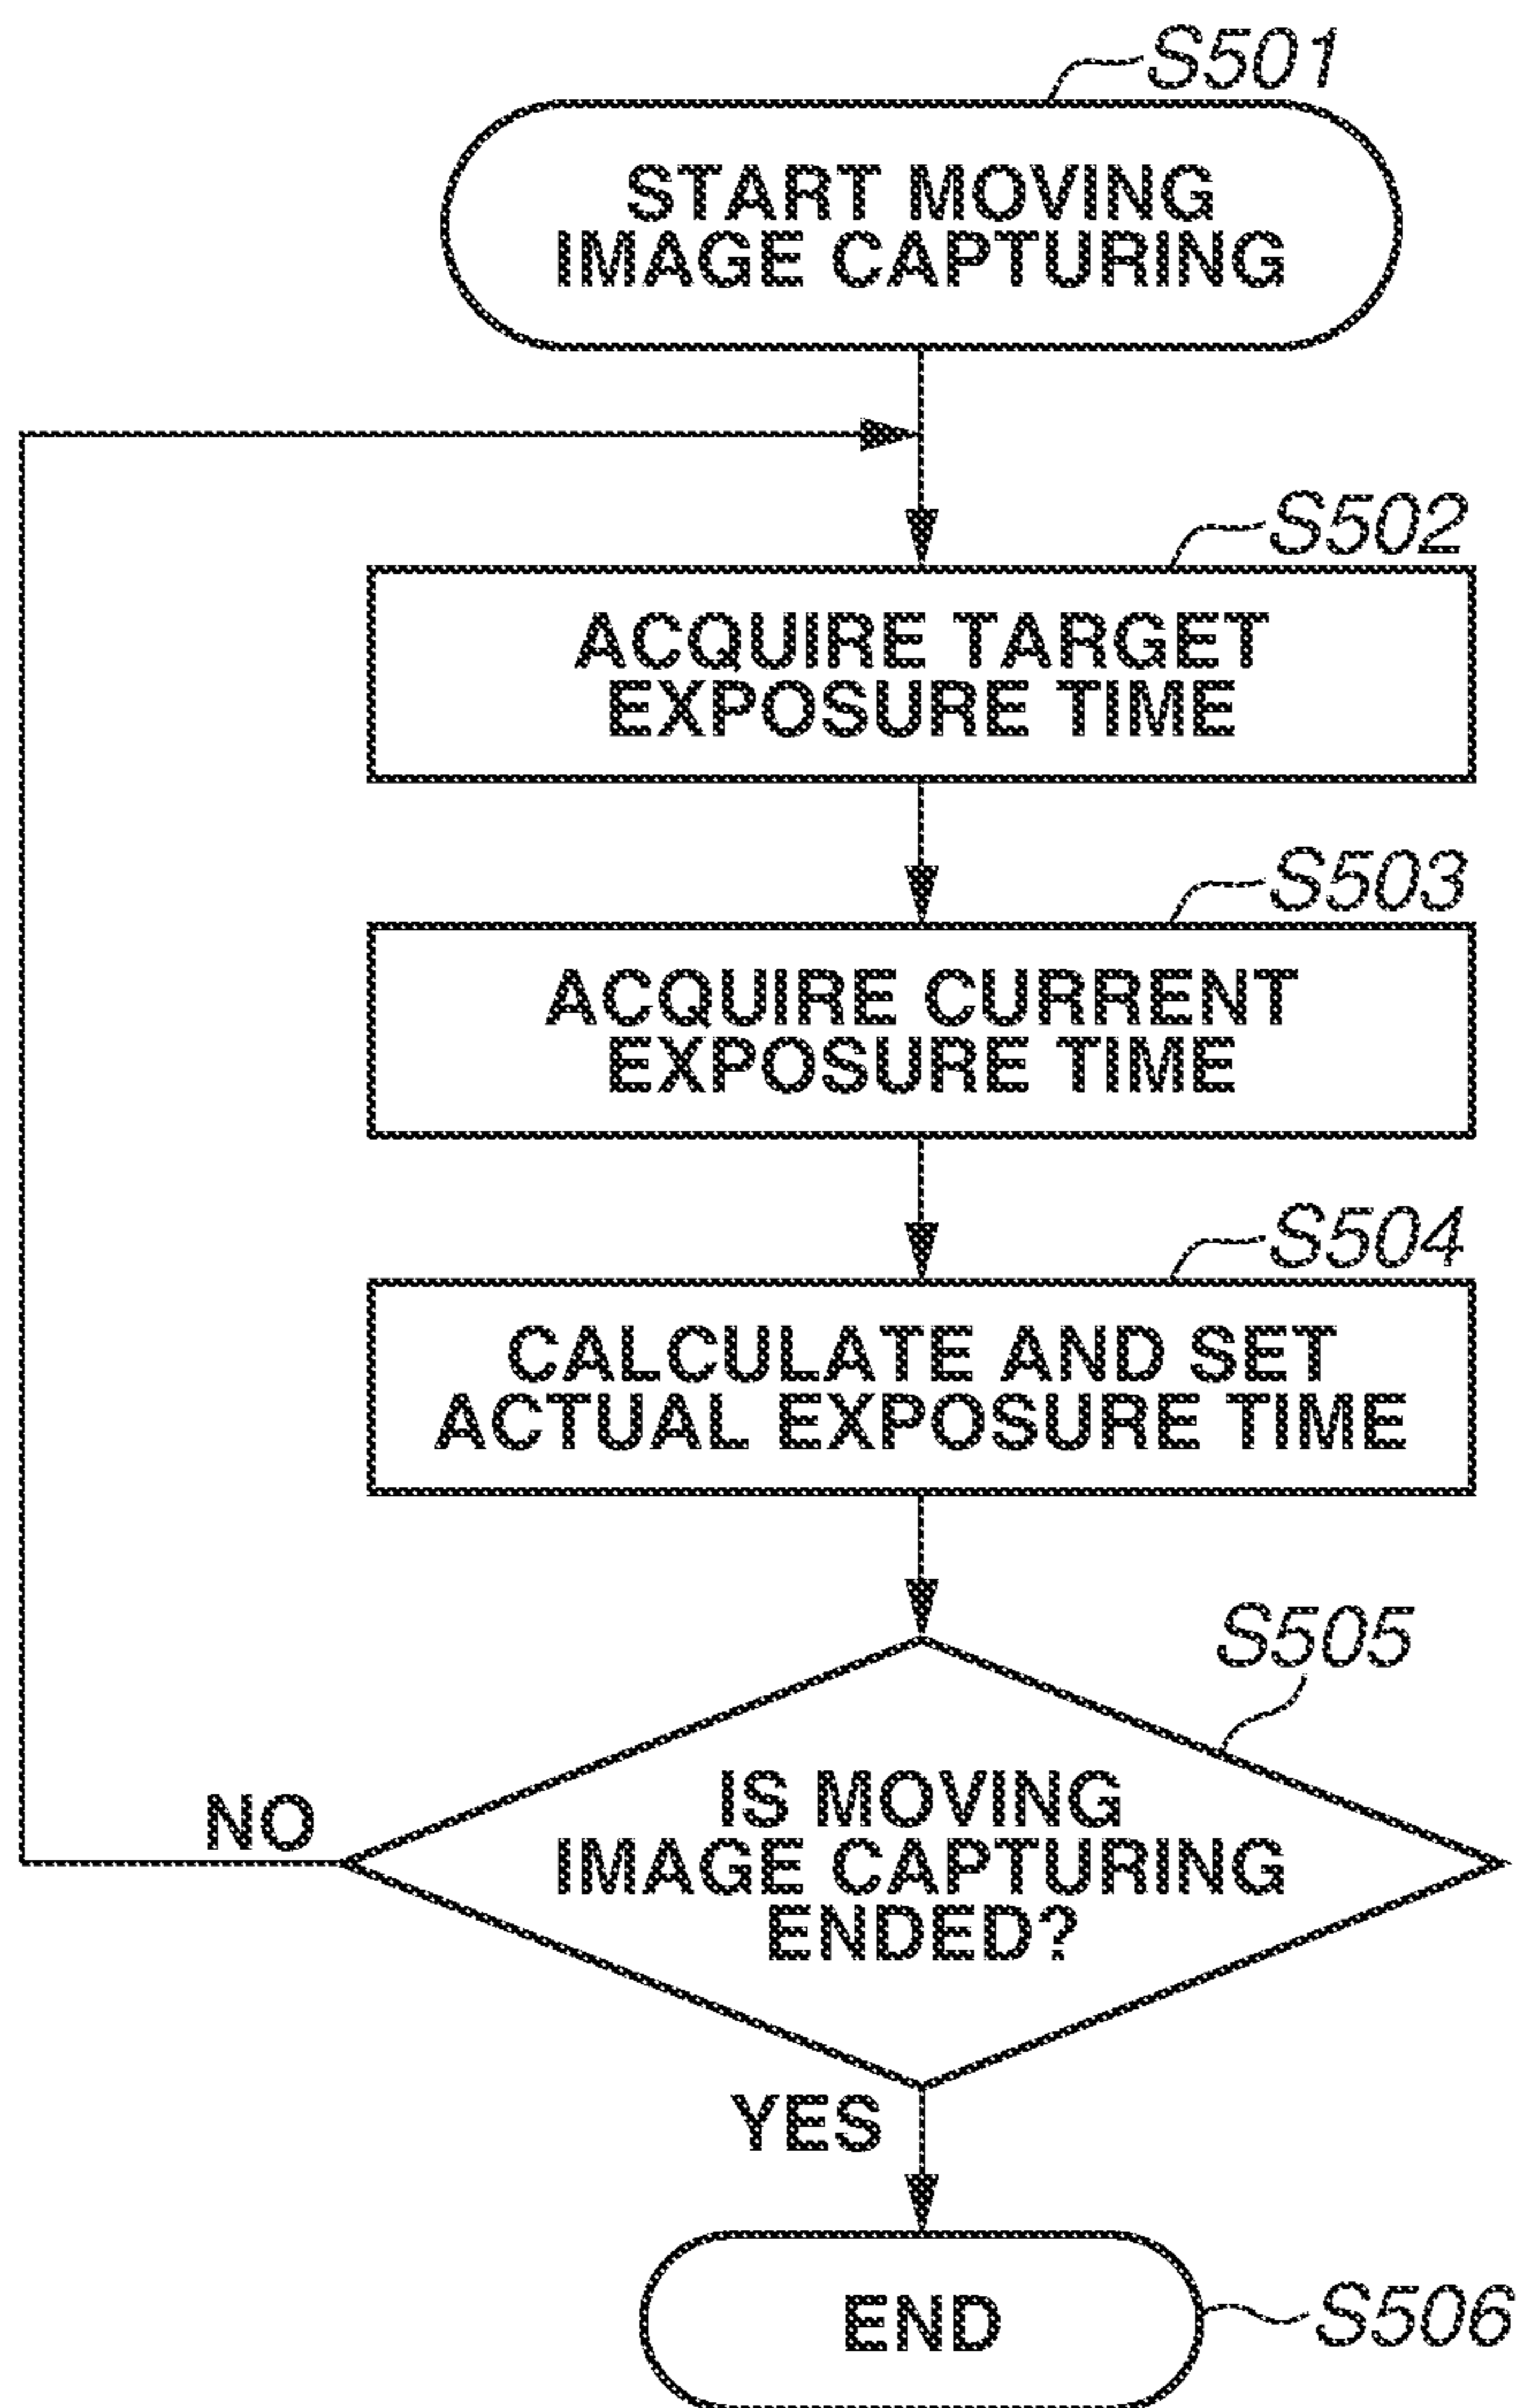 S501
START MOVING
IMAGE CAPTURING
S502
ACQUIRE TARGET
EXPOSURE TIME
S503
ACQUIRE CURRENT
EXPOSURE TIME
S504
CALCULATE AND SET
ACTUAL EXPOSURE TIME
S505
IS MOVING
IMAGE CAPTURING
ENDED?
NO
YES
END
S506